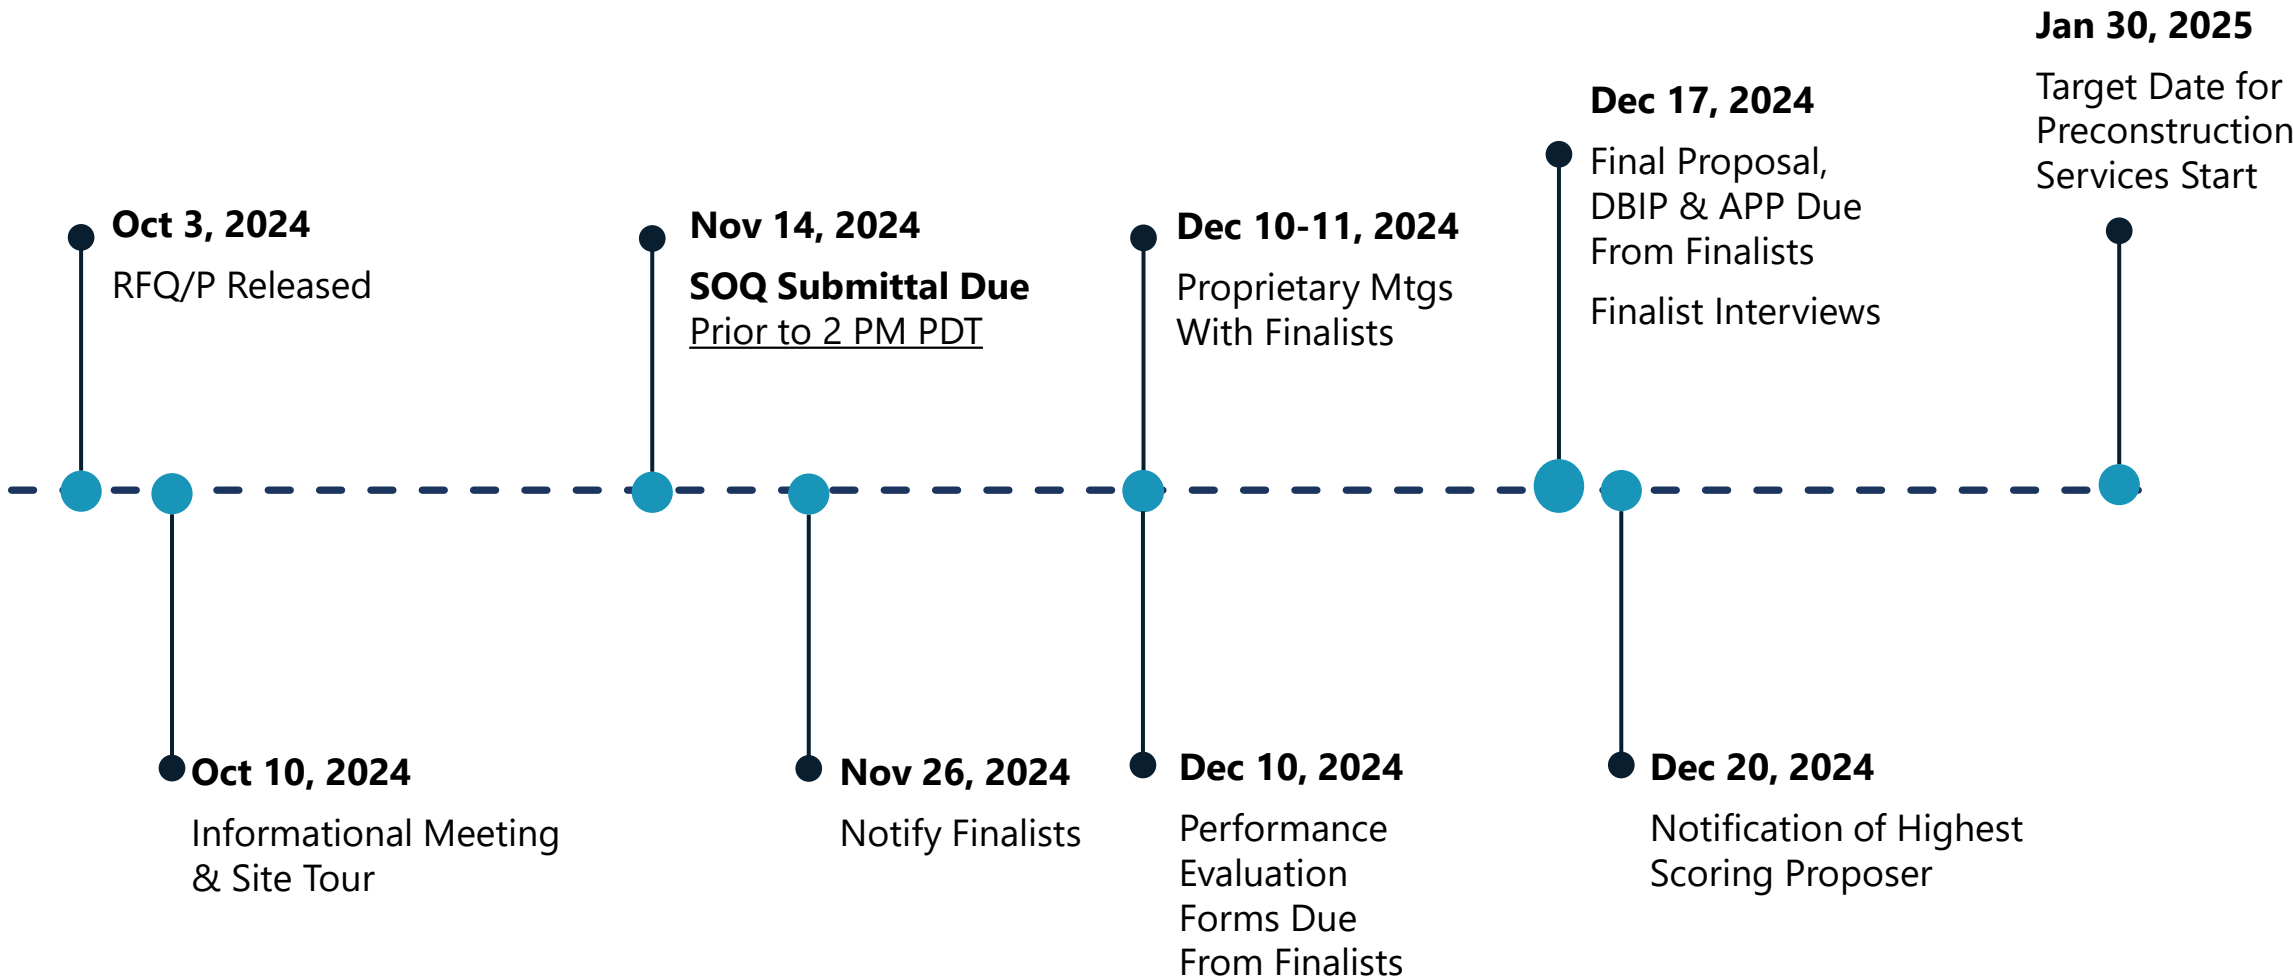 Oct 3, 2024
RFQ/P Released
Oct 10, 2024
Informational Meeting
& Site Tour
Nov 14, 2024
SOQ Submittal Due
Prior to 2 PM PDT
Nov 26, 2024
Notify Finalists
Dec 10-11, 2024
Proprietary Mtgs
With Finalists
Dec 10, 2024
Performance
Evaluation
Forms Due
From Finalists
Dec 17, 2024
Final Proposal,
DBIP & APP Due
From Finalists
Finalist Interviews
Dec 20, 2024
Notification of Highest
Scoring Proposer
Jan 30, 2025
Target Date for
Preconstruction
Services Start